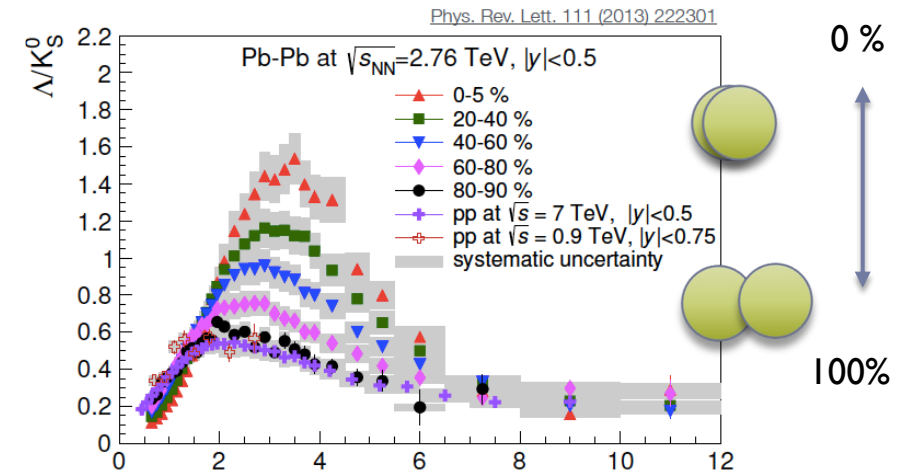 Phys. Rev. Lett. 111 (2013) 222301
Λ/K⁰_S
Pb-Pb at √s_NN=2.76 TeV, |y|<0.5
0-5 %
20-40 %
40-60 %
60-80 %
80-90 %
pp at √s = 7 TeV, |y|<0.5
pp at √s = 0.9 TeV, |y|<0.75
systematic uncertainty
2.2
2
1.8
1.6
1.4
1.2
1
0.8
0.6
0.4
0.2
0
0 2 4 6 8 10 12
0 %
100%